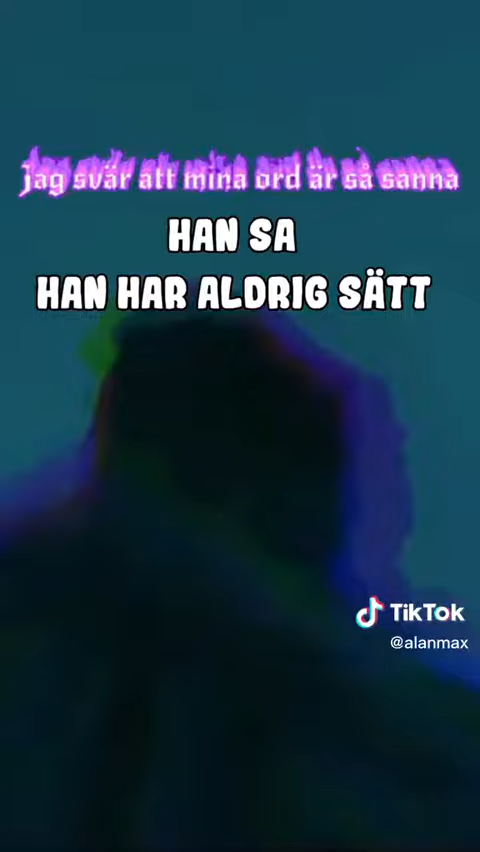 jag svär att mina ord är så sanna
HAN SA
HAN HAR ALDRIG SÄTT
TikTok
@alanmax